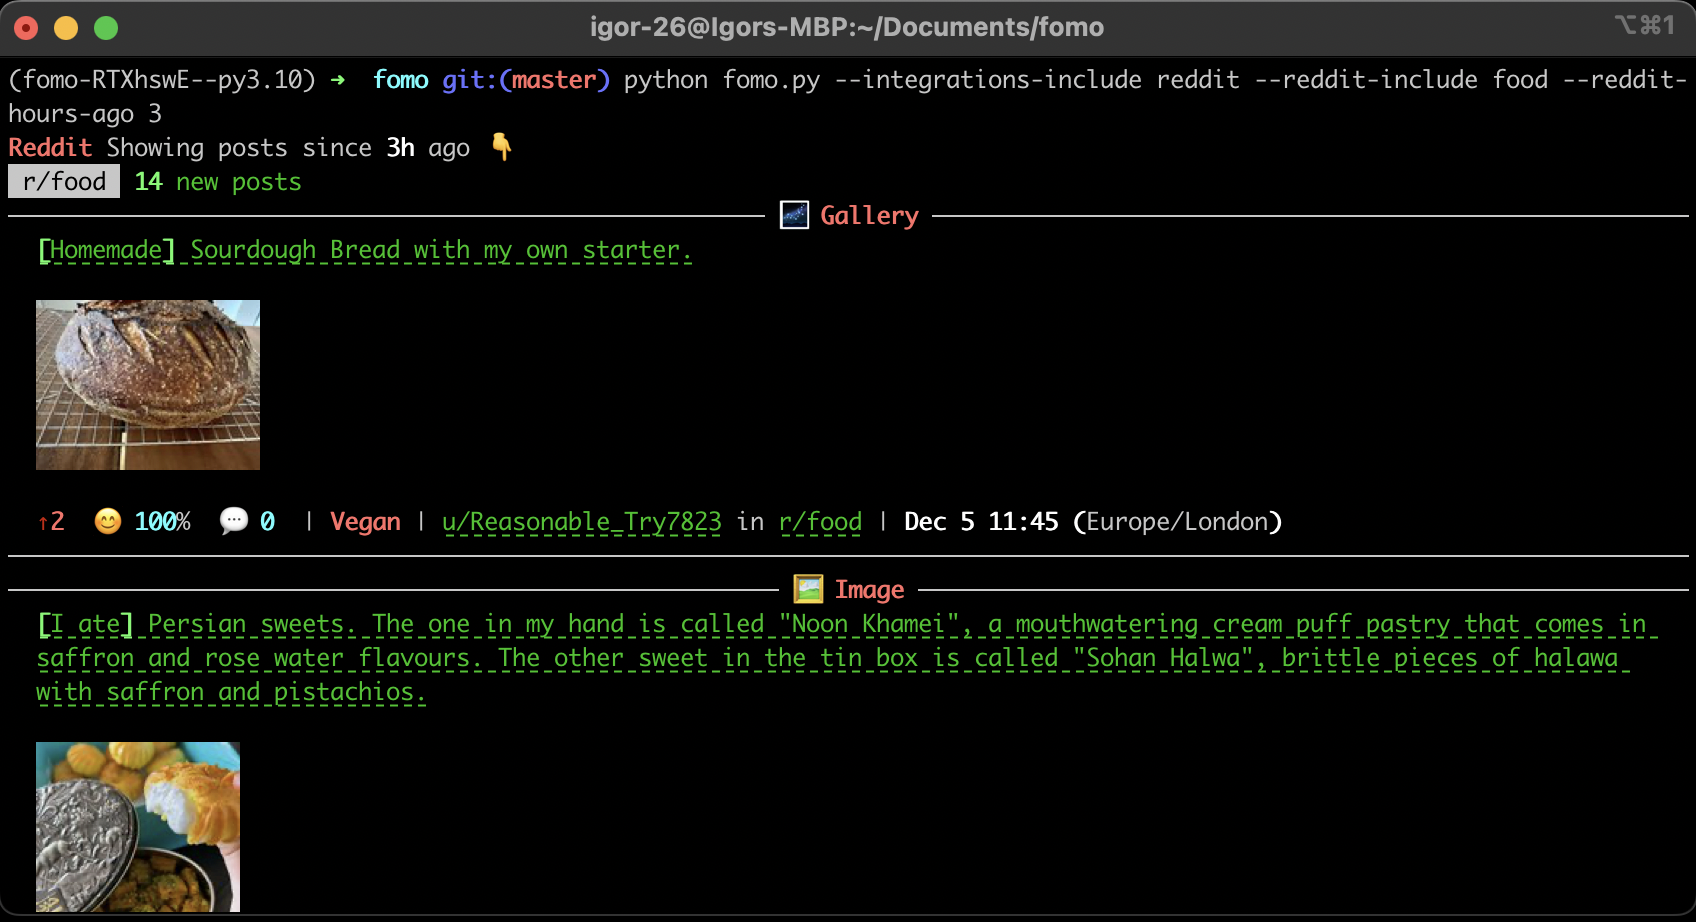 igor-26@Igors-MBP:~/Documents/fomo
⌥⌘1
(fomo-RTXhswE--py3.10) ➜  fomo git:(master) python fomo.py --integrations-include reddit --reddit-include food --reddit-
hours-ago 3
Reddit Showing posts since 3h ago 👇
r/food 14 new posts
🌌 Gallery
[Homemade] Sourdough Bread with my own starter.
↑2 😊 100% 💬 0 | Vegan | u/Reasonable_Try7823 in r/food | Dec 5 11:45 (Europe/London)
🖼️ Image
[I ate] Persian sweets. The one in my hand is called "Noon Khamei", a mouthwatering cream puff pastry that comes in
saffron and rose water flavours. The other sweet in the tin box is called "Sohan Halwa", brittle pieces of halawa
with saffron and pistachios.